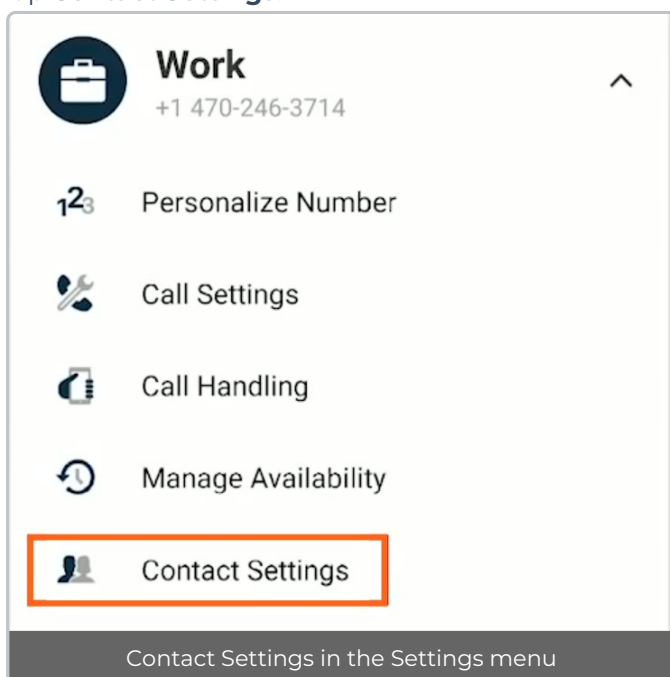 Work
+1 470-246-3714
123 Personalize Number
Call Settings
Call Handling
Manage Availability
Contact Settings
Contact Settings in the Settings menu